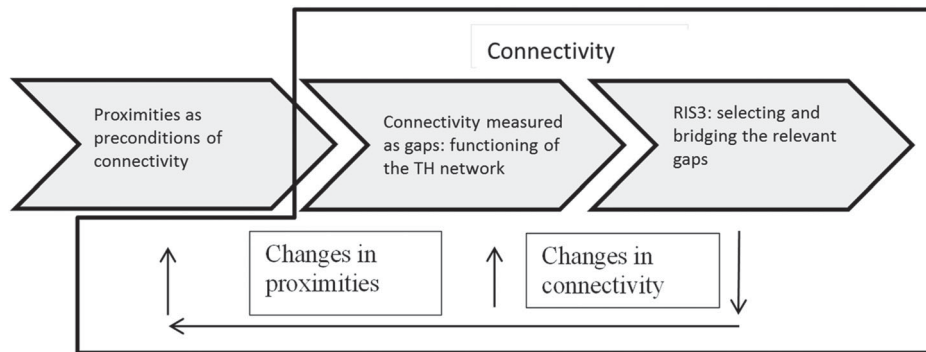 Connectivity
Proximities as
preconditions of
connectivity
Connectivity measured
as gaps: functioning of
the TH network
RIS3: selecting and
bridging the relevant
gaps
Changes in
proximities
Changes in
connectivity